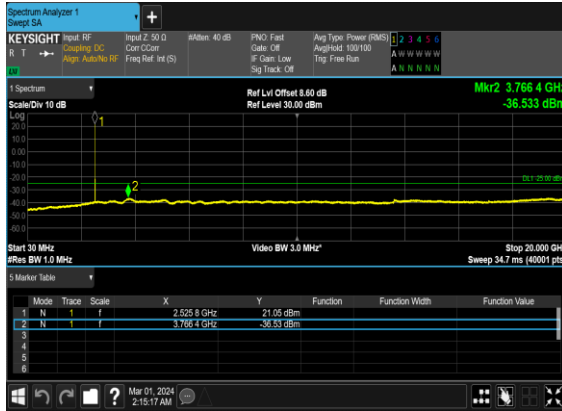 Spectrum Analyzer 1
Swept SA
+
KEYSIGHT Input: RF Input Z: 50 Ω #Atten: 40 dB PNO: Fast Avg Type: Power (RMS) 1 2 3 4 5 6
R T Coupling: DC Corr CCorr Gate: Off Avg|Hold: 100/100 A W W W W W
Align: Auto/No RF Freq Ref: Int (S) IF Gain: Low Trig: Free Run
Sig Track: Off A N N N N N
LU
1 Spectrum Ref Lvl Offset 8.60 dB Mkr2 3.766 4 GHz
Scale/Div 10 dB Ref Level 30.00 dBm -36.533 dBm
Log
20.0
10.0
0.00
-10.0
-20.0
-30.0
-40.0
-50.0
-60.0
1
2
DL1 -25.00 dBm
Start 30 MHz Video BW 3.0 MHz* Stop 20.000 GHz
#Res BW 1.0 MHz Sweep 34.7 ms (40001 pts)
5 Marker Table
Mode Trace Scale X Y Function Function Width Function Value
1 N 1 f 2.525 8 GHz 21.05 dBm
2 N 1 f 3.766 4 GHz -36.53 dBm
3
4
5
6
? Mar 01, 2024
2:15:17 AM